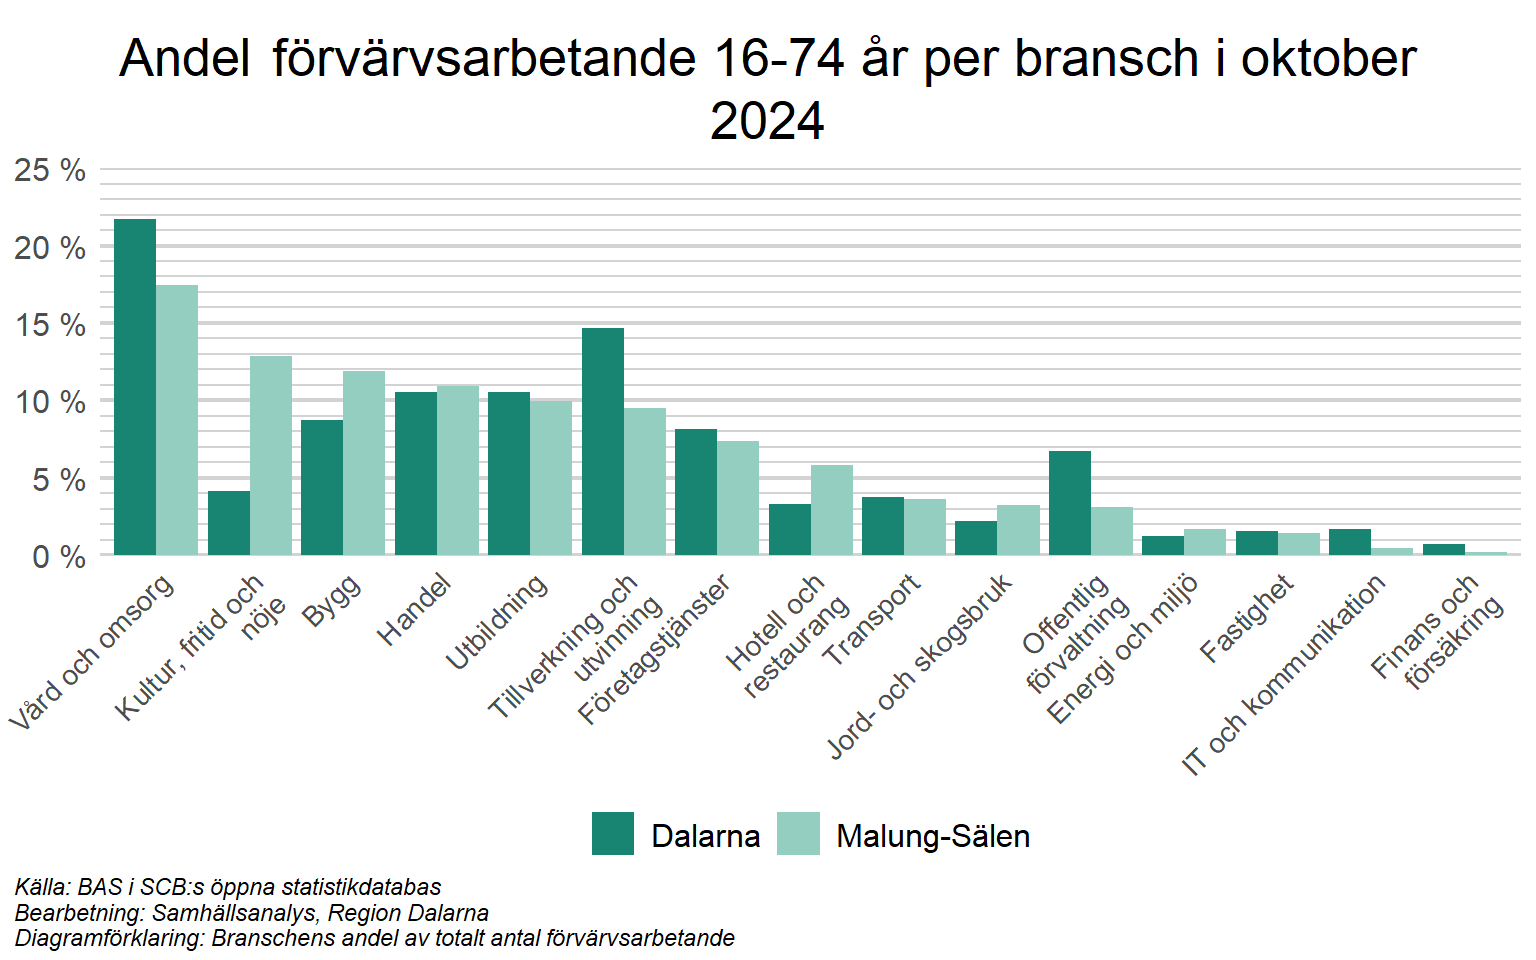 Andel förvärvsarbetande 16-74 år per bransch i oktober
2024
25 %
20 %
15 %
10 %
5 %
0 %
Vård och omsorg
Kultur, fritid och
nöje
Bygg
Handel
Utbildning
Tillverkning och
utvinning
Företagstjänster
Hotell och
restaurang
Transport
Jord- och skogsbruk
Offentlig
förvaltning
Energi och miljö
Fastighet
IT och kommunikation
Finans och
försäkring
Dalarna
Malung-Sälen
Källa: BAS i SCB:s öppna statistikdatabas
Bearbetning: Samhällsanalys, Region Dalarna
Diagramförklaring: Branschens andel av totalt antal förvärvsarbetande